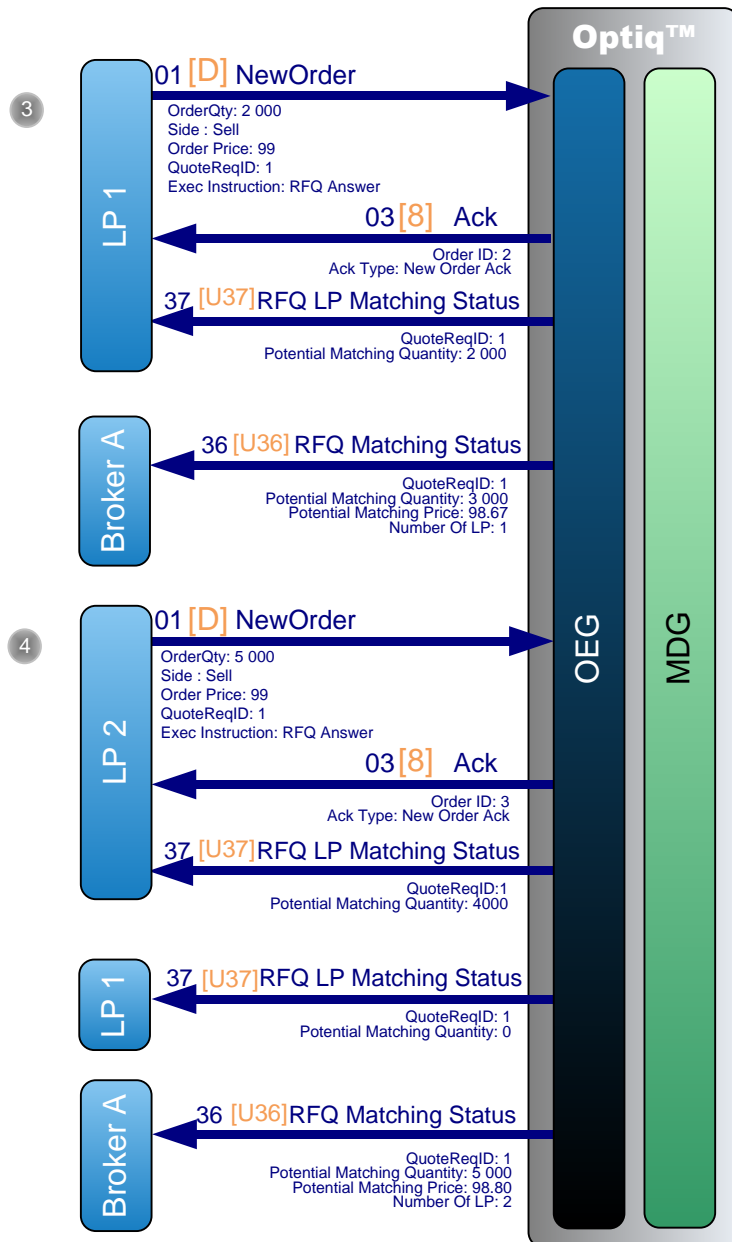 Optiq™
3
LP 1
01 [D] NewOrder
OrderQty: 2 000
Side : Sell
Order Price: 99
QuoteReqID: 1
Exec Instruction: RFQ Answer
03 [8] Ack
Order ID: 2
Ack Type: New Order Ack
37 [U37] RFQ LP Matching Status
QuoteReqID: 1
Potential Matching Quantity: 2 000
Broker A
36 [U36] RFQ Matching Status
QuoteReqID: 1
Potential Matching Quantity: 3 000
Potential Matching Price: 98.67
Number Of LP: 1
OEG
MDG
4
LP 2
01 [D] NewOrder
OrderQty: 5 000
Side : Sell
Order Price: 99
QuoteReqID: 1
Exec Instruction: RFQ Answer
03 [8] Ack
Order ID: 3
Ack Type: New Order Ack
37 [U37] RFQ LP Matching Status
QuoteReqID:1
Potential Matching Quantity: 4000
LP 1
37 [U37] RFQ LP Matching Status
QuoteReqID: 1
Potential Matching Quantity: 0
Broker A
36 [U36] RFQ Matching Status
QuoteReqID: 1
Potential Matching Quantity: 5 000
Potential Matching Price: 98.80
Number Of LP: 2